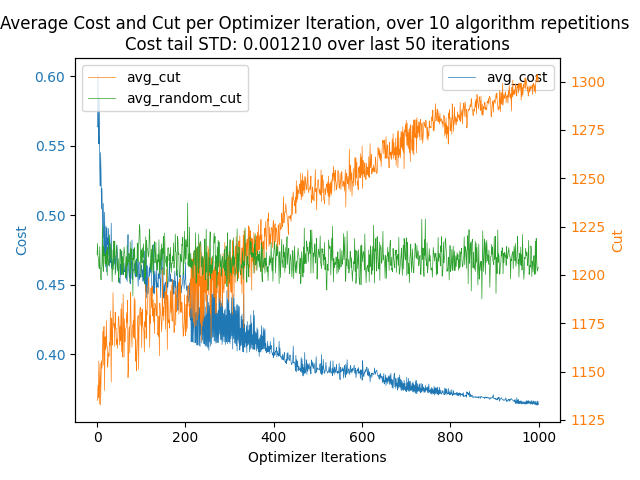 Average Cost and Cut per Optimizer Iteration, over 10 algorithm repetitions
Cost tail STD: 0.001210 over last 50 iterations
avg_cut
avg_random_cut
avg_cost
0.60
0.55
0.50
0.45
0.40
Cost
1300
1275
1250
1225
1200
1175
1150
1125
Cut
0
200
400
600
800
1000
Optimizer Iterations